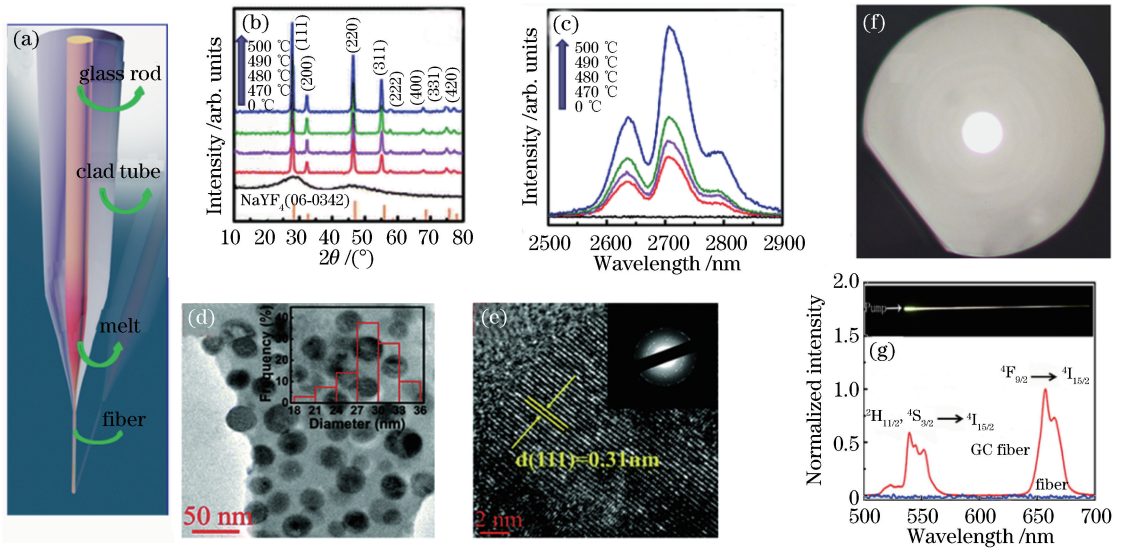 (a)
glass rod
clad tube
melt
fiber
(b)
Intensity /arb. units
500 ℃
490 ℃
480 ℃
470 ℃
0 ℃
(111)
(200)
(220)
(311)
(222)
(400)
(331)
(420)
NaYF₄(06-0342)
10 20 30 40 50 60 70 80
2θ /(°)
(c)
Intensity /arb. units
500 ℃
490 ℃
480 ℃
470 ℃
0 ℃
2500 2600 2700 2800 2900
Wavelength /nm
(f)
(d)
Frequency (%)
40
30
20
10
0
18 21 24 27 30 33 36
Diameter (nm)
50 nm
(e)
d(111)=0.31nm
2 nm
Pump
(g)
Normalized intensity
2.0
1.5
1.0
0.5
0
⁴F₉/₂ → ⁴I₁₅/₂
²H₁₁/₂, ⁴S₃/₂ → ⁴I₁₅/₂
GC fiber
fiber
500 550 600 650 700
Wavelength /nm